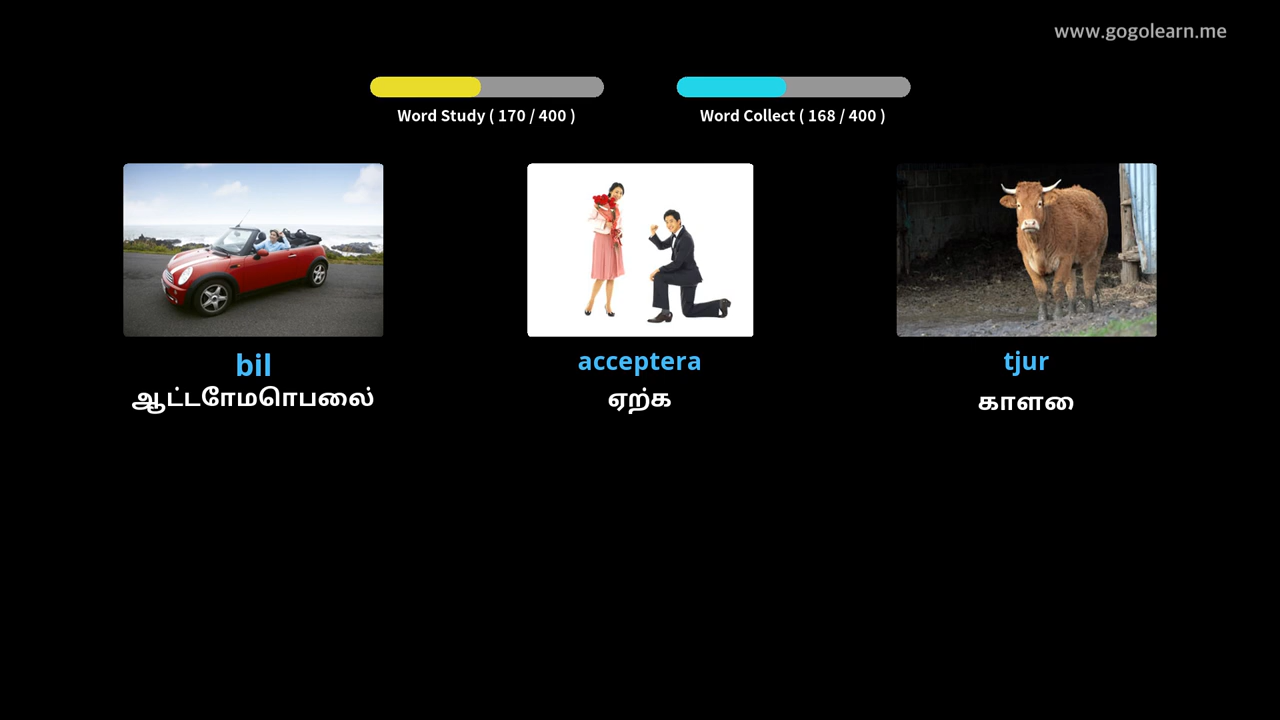 www.gogolearn.me
Word Study ( 170 / 400 )
Word Collect ( 168 / 400 )
bil
acceptera
tjur
ஆட்டோமொபைல்
ஏற்க
காளை